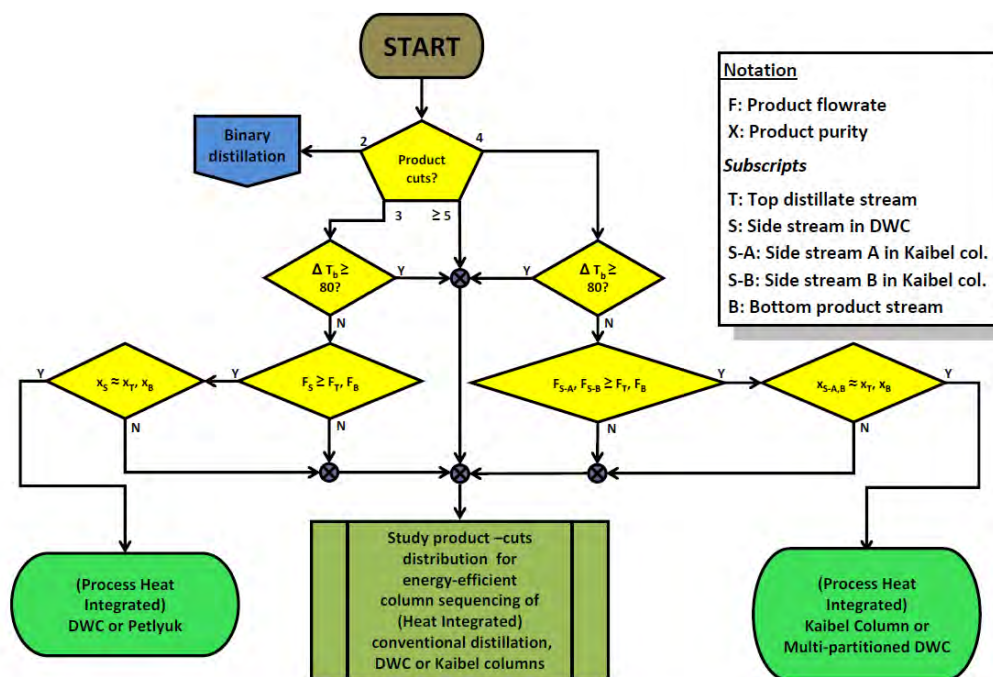 START
Notation
F: Product flowrate
X: Product purity
Subscripts
T: Top distillate stream
S: Side stream in DWC
S-A: Side stream A in Kaibel col.
S-B: Side stream B in Kaibel col.
B: Bottom product stream
Binary
distillation
2
4
Product
cuts?
3
≥ 5
Δ T_b ≥
80?
Y
N
Y
Δ T_b ≥
80?
N
Y
x_S ≈ x_T, x_B
N
Y
F_S ≥ F_T, F_B
N
F_S-A, F_S-B ≥ F_T, F_B
Y
N
x_S-A,B ≈ x_T, x_B
Y
N
(Process Heat
Integrated)
DWC or Petlyuk
Study product –cuts
distribution for
energy-efficient
column sequencing of
(Heat Integrated)
conventional distillation,
DWC or Kaibel columns
(Process Heat
Integrated)
Kaibel Column or
Multi-partitioned DWC